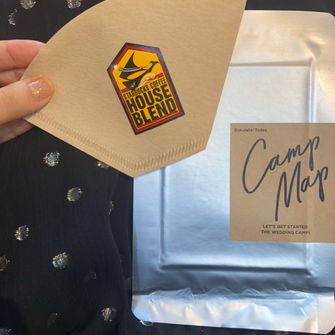 STARBUCKS COFFEE
HOUSE
BLEND
Camp
Map
LET'S GET STARTED
THE WEDDING CAMP!